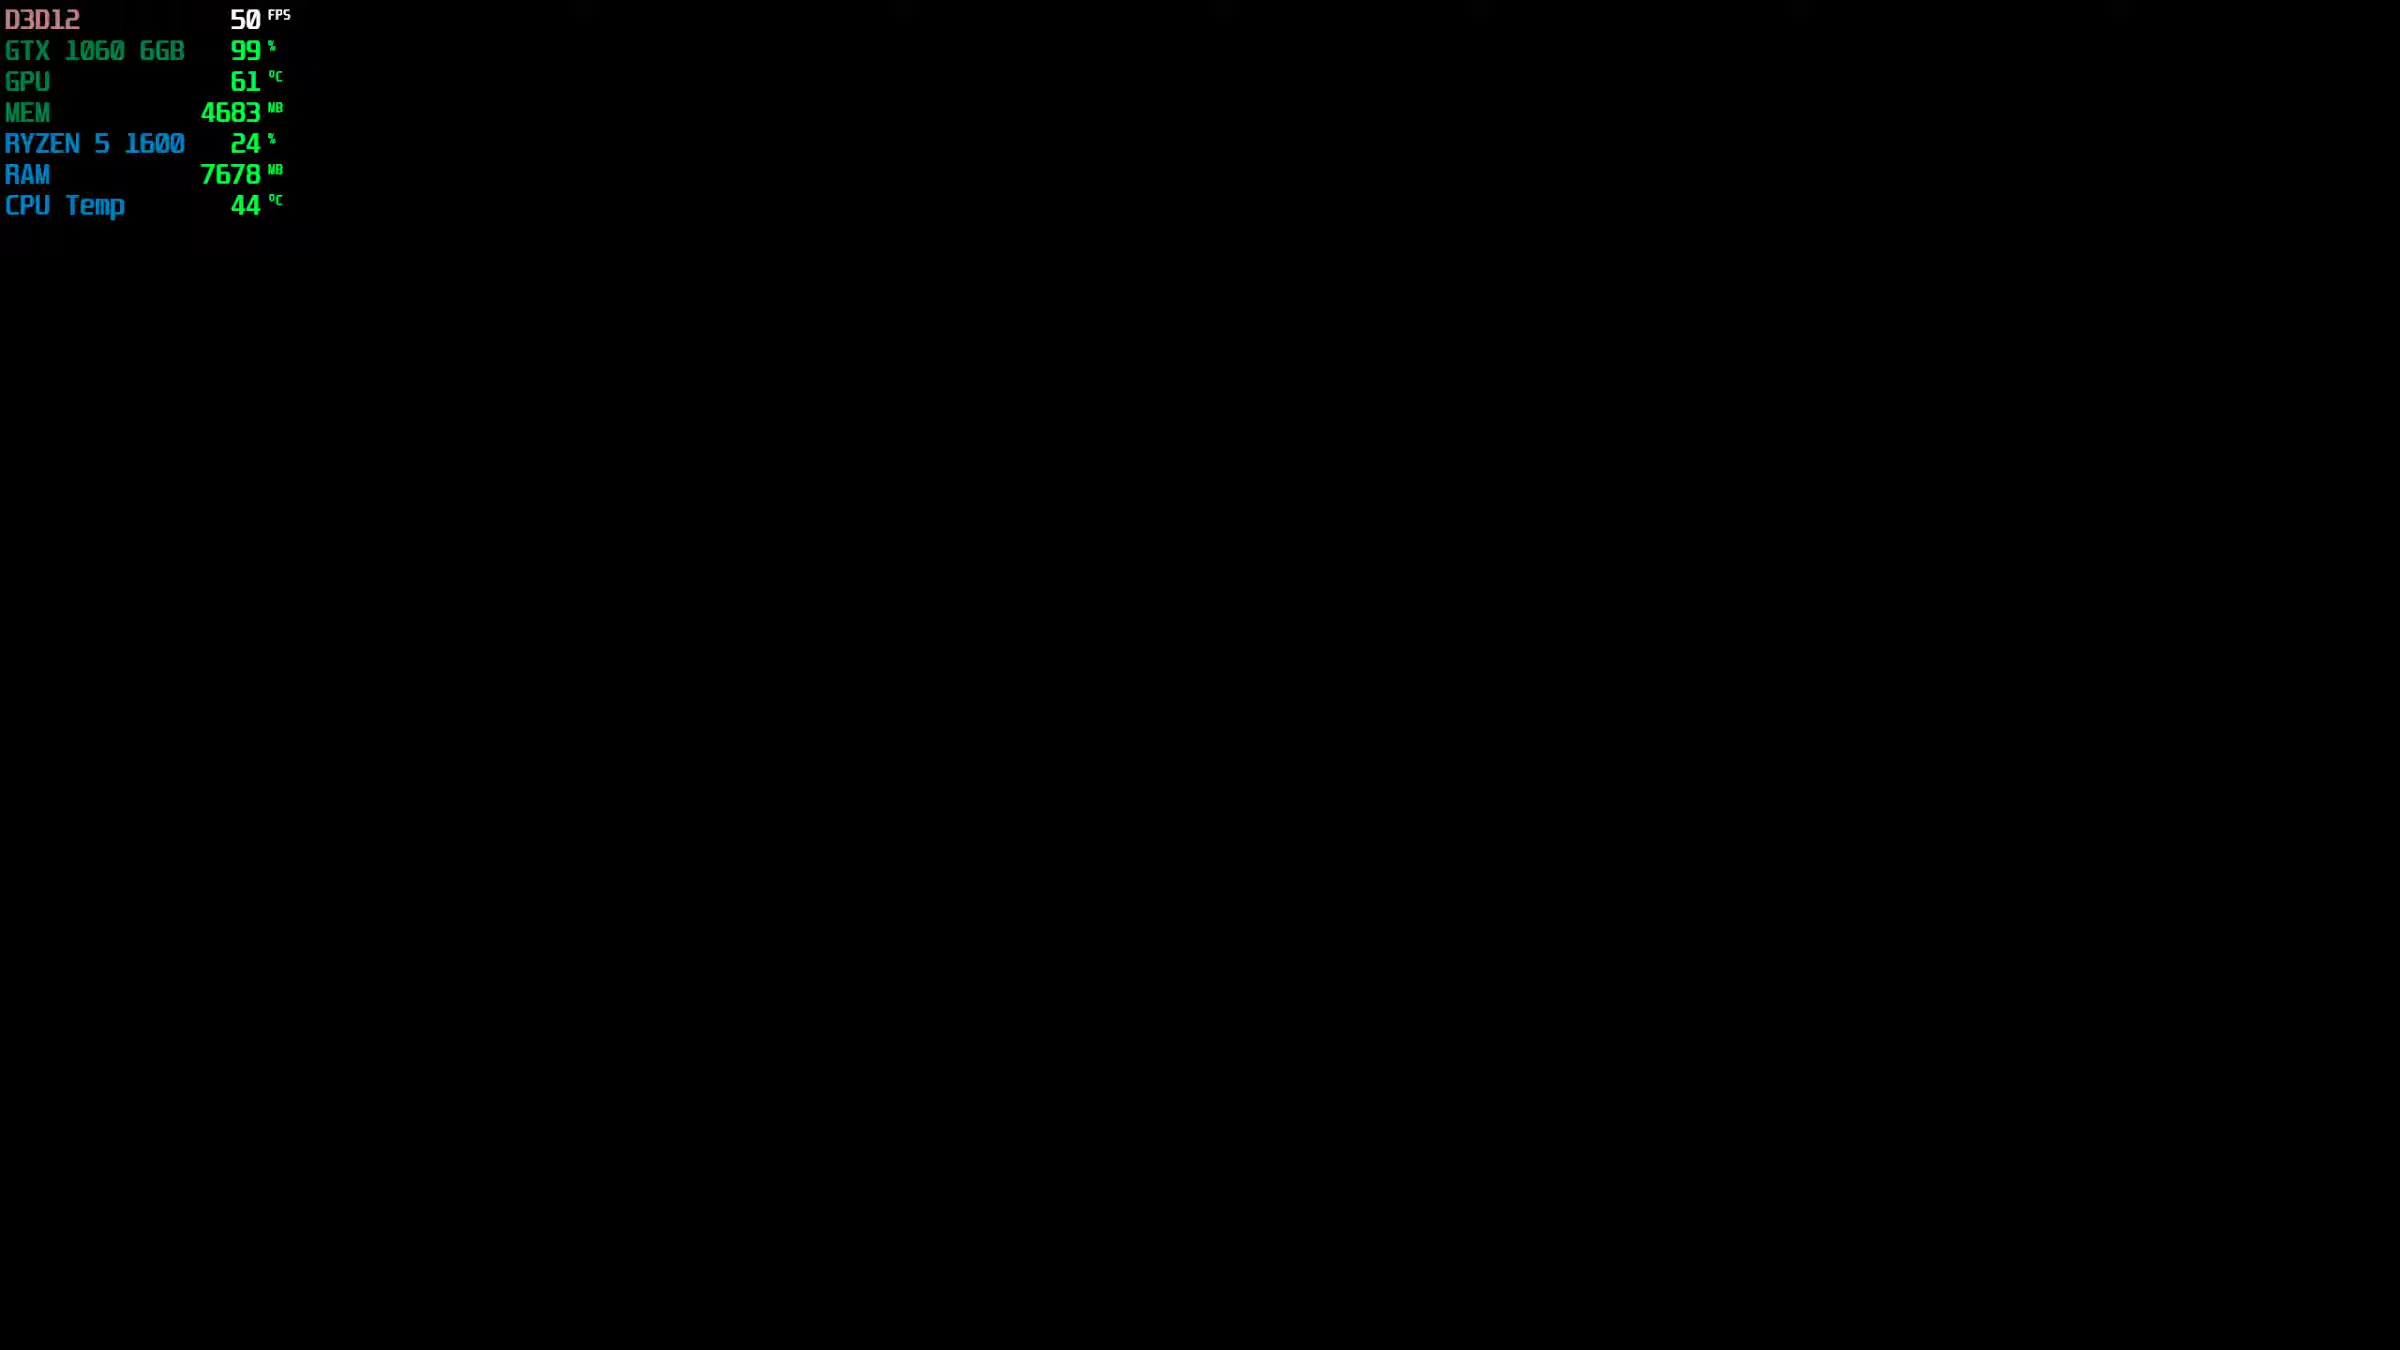 D3D12 50 FPS
GTX 1060 6GB 99 %
GPU 61 °C
MEM 4683 MB
RYZEN 5 1600 24 %
RAM 7678 MB
CPU Temp 44 °C